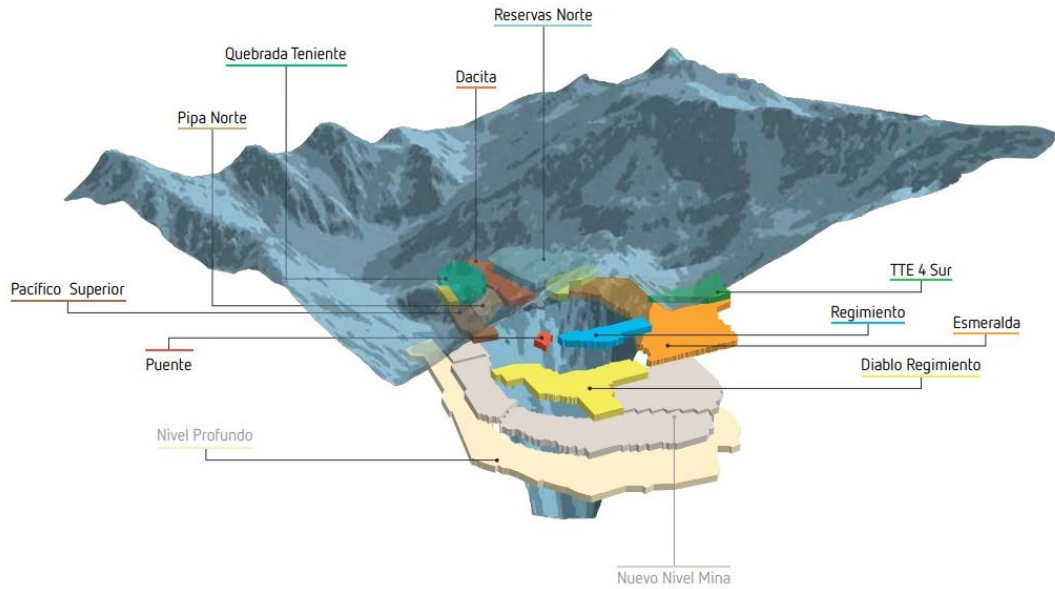 Reservas Norte
Quebrada Teniente
Dacita
Pipa Norte
TTE 4 Sur
Pacífico Superior
Regimiento
Esmeralda
Puente
Diablo Regimiento
Nivel Profundo
Nuevo Nivel Mina